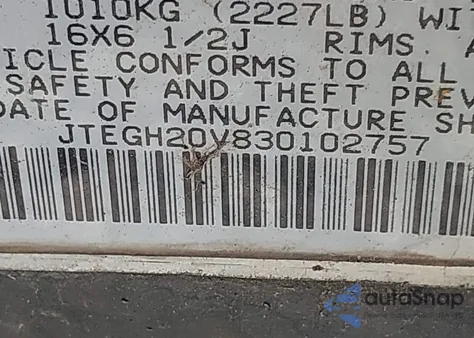 1010KG (2227LB) WI
16X6 1/2J RIMS. A
ICLE CONFORMS TO ALL
SAFETY AND THEFT PREV
DATE OF MANUFACTURE SH
JTEGH20V830102757
autoSnap